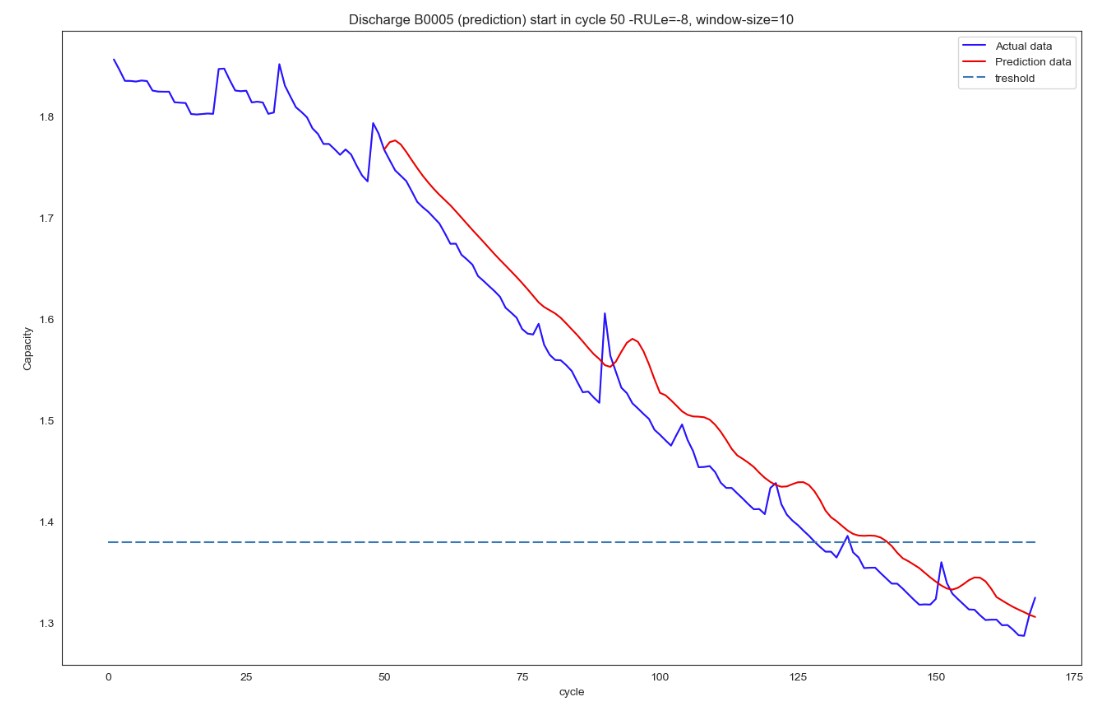 Discharge B0005 (prediction) start in cycle 50 -RULe=-8, window-size=10
Actual data
Prediction data
treshold
1.8
1.7
1.6
1.5
1.4
1.3
Capacity
0
25
50
75
100
125
150
175
cycle